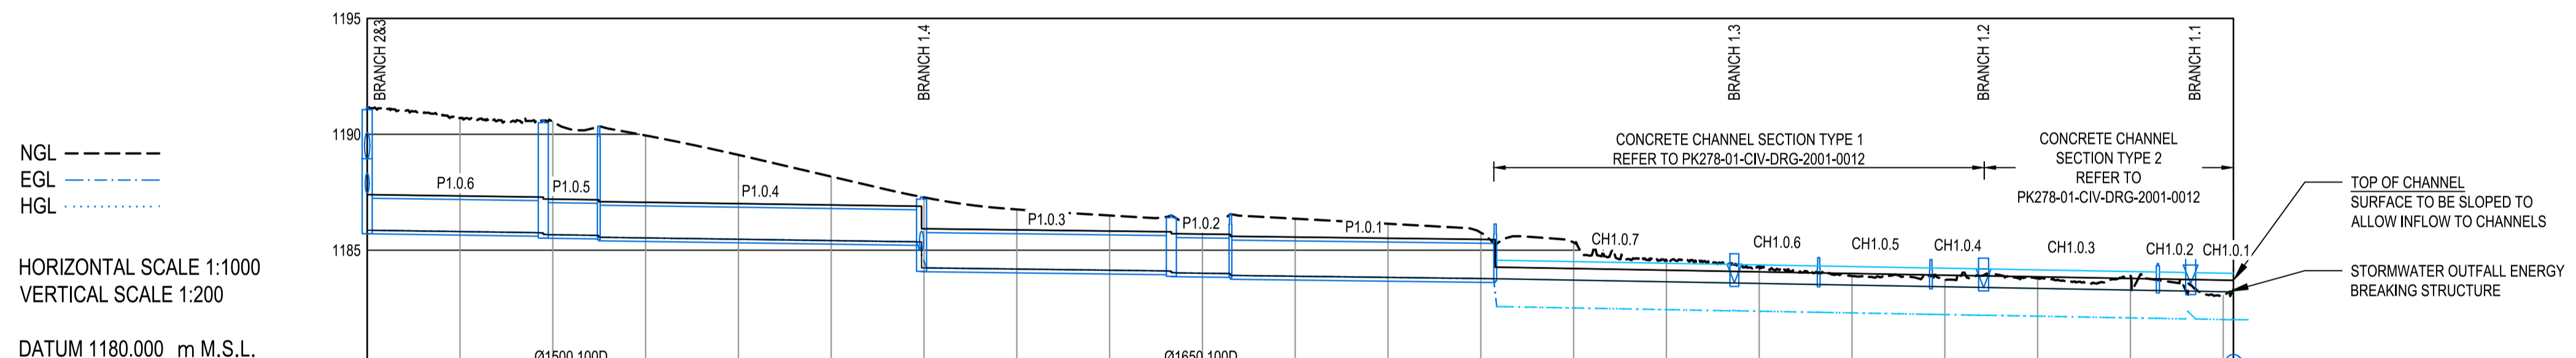 1195
BRANCH 2&3
BRANCH 1.4
BRANCH 1.3
BRANCH 1.2
BRANCH 1.1
1190
NGL
EGL
HGL
CONCRETE CHANNEL SECTION TYPE 1
REFER TO PK278-01-CIV-DRG-2001-0012
CONCRETE CHANNEL
SECTION TYPE 2
REFER TO
PK278-01-CIV-DRG-2001-0012
TOP OF CHANNEL
SURFACE TO BE SLOPED TO
ALLOW INFLOW TO CHANNELS
P1.0.6
P1.0.5
P1.0.4
P1.0.3
P1.0.2
P1.0.1
CH1.0.7
CH1.0.6
CH1.0.5
CH1.0.4
CH1.0.3
CH1.0.2
CH1.0.1
1185
HORIZONTAL SCALE 1:1000
VERTICAL SCALE 1:200
STORMWATER OUTFALL ENERGY
BREAKING STRUCTURE
DATUM 1180.000 m M.S.L.
Ø1500 100D
Ø1650 100D